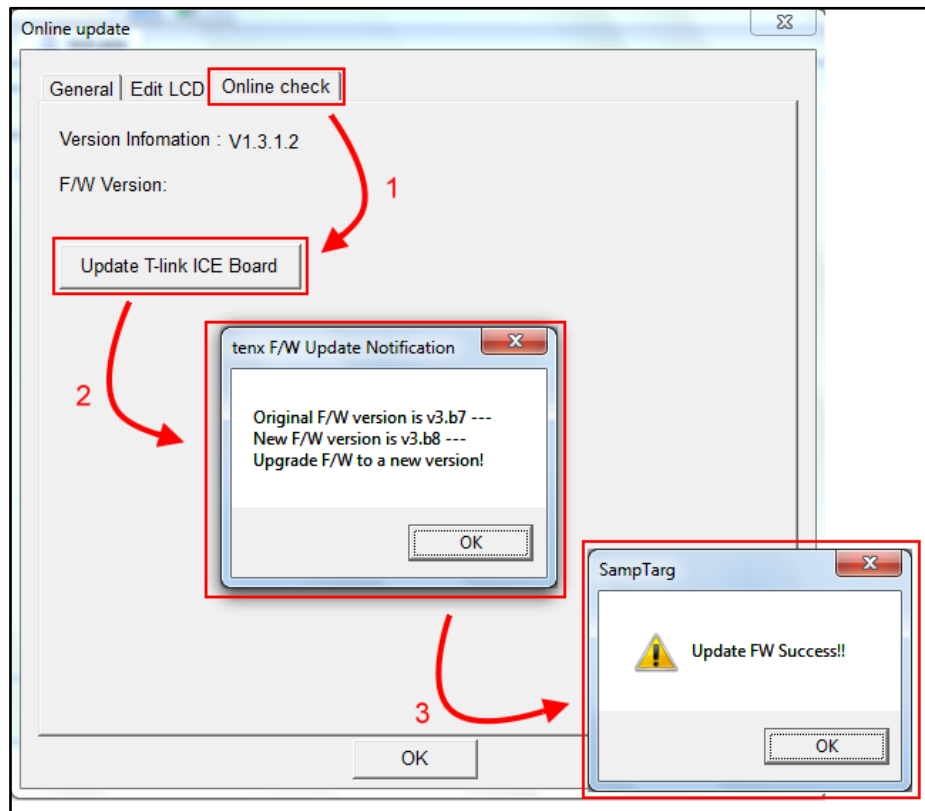 Online update
General
Edit LCD
Online check
Version Infomation : V1.3.1.2
F/W Version:
1
Update T-link ICE Board
2
tenx F/W Update Notification
Original F/W version is v3.b7 ---
New F/W version is v3.b8 ---
Upgrade F/W to a new version!
OK
3
SampTarg
Update FW Success!!
OK
OK